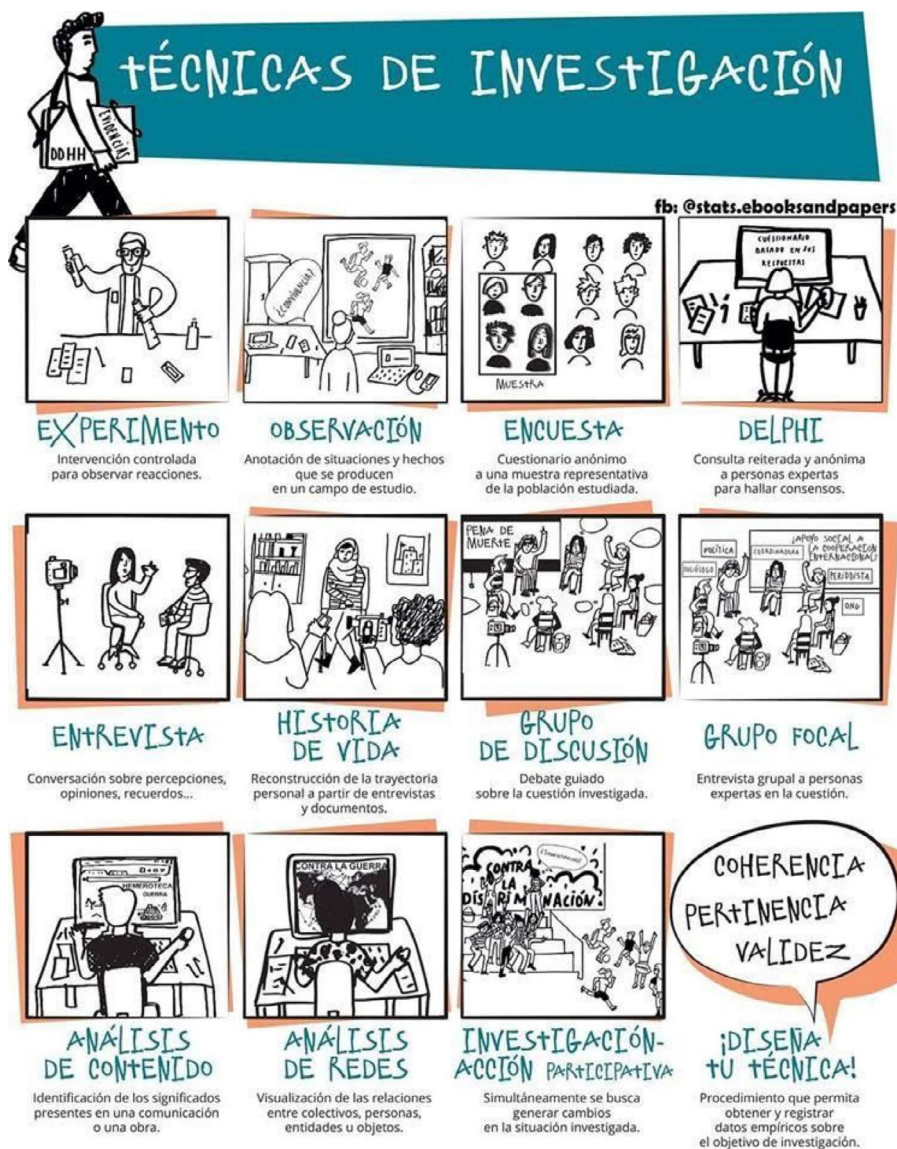 TÉCNICAS DE INVESTIGACIÓN
DDHH
EVIDENCIAS
fb: @stats.ebooksandpapers
¿CONVIVENCIA?
MUESTRA
CUESTIONARIO
BASADO EN SUS
RESPUESTAS
EXPERIMENTO
Intervención controlada
para observar reacciones.
OBSERVACIÓN
Anotación de situaciones y hechos
que se producen
en un campo de estudio.
ENCUESTA
Cuestionario anónimo
a una muestra representativa
de la población estudiada.
DELPHI
Consulta reiterada y anónima
a personas expertas
para hallar consensos.
PENA DE
MUERTE
¿APOYO SOCIAL A
LA COOPERACIÓN
INTERNACIONAL?
POLÍTICA
COORDINADORA
SOCIÓLOGO
PERIODISTA
ONG
ENTREVISTA
Conversación sobre percepciones,
opiniones, recuerdos...
HISTORIA
DE VIDA
Reconstrucción de la trayectoria
personal a partir de entrevistas
y documentos.
GRUPO
DE DISCUSIÓN
Debate guiado
sobre la cuestión investigada.
GRUPO FOCAL
Entrevista grupal a personas
expertas en la cuestión.
HEMEROTECA
GUERRA
CONTRA LA GUERRA
CONTRA
LA
DISCRIMINACIÓN
COHERENCIA
PERTINENCIA
VALIDEZ
ANÁLISIS
DE CONTENIDO
Identificación de los significados
presentes en una comunicación
o una obra.
ANÁLISIS
DE REDES
Visualización de las relaciones
entre colectivos, personas,
entidades u objetos.
INVESTIGACIÓN-
ACCIÓN PARTICIPATIVA
Simultáneamente se busca
generar cambios
en la situación investigada.
¡DISEÑA
TU TÉCNICA!
Procedimiento que permita
obtener y registrar
datos empíricos sobre
el objetivo de investigación.